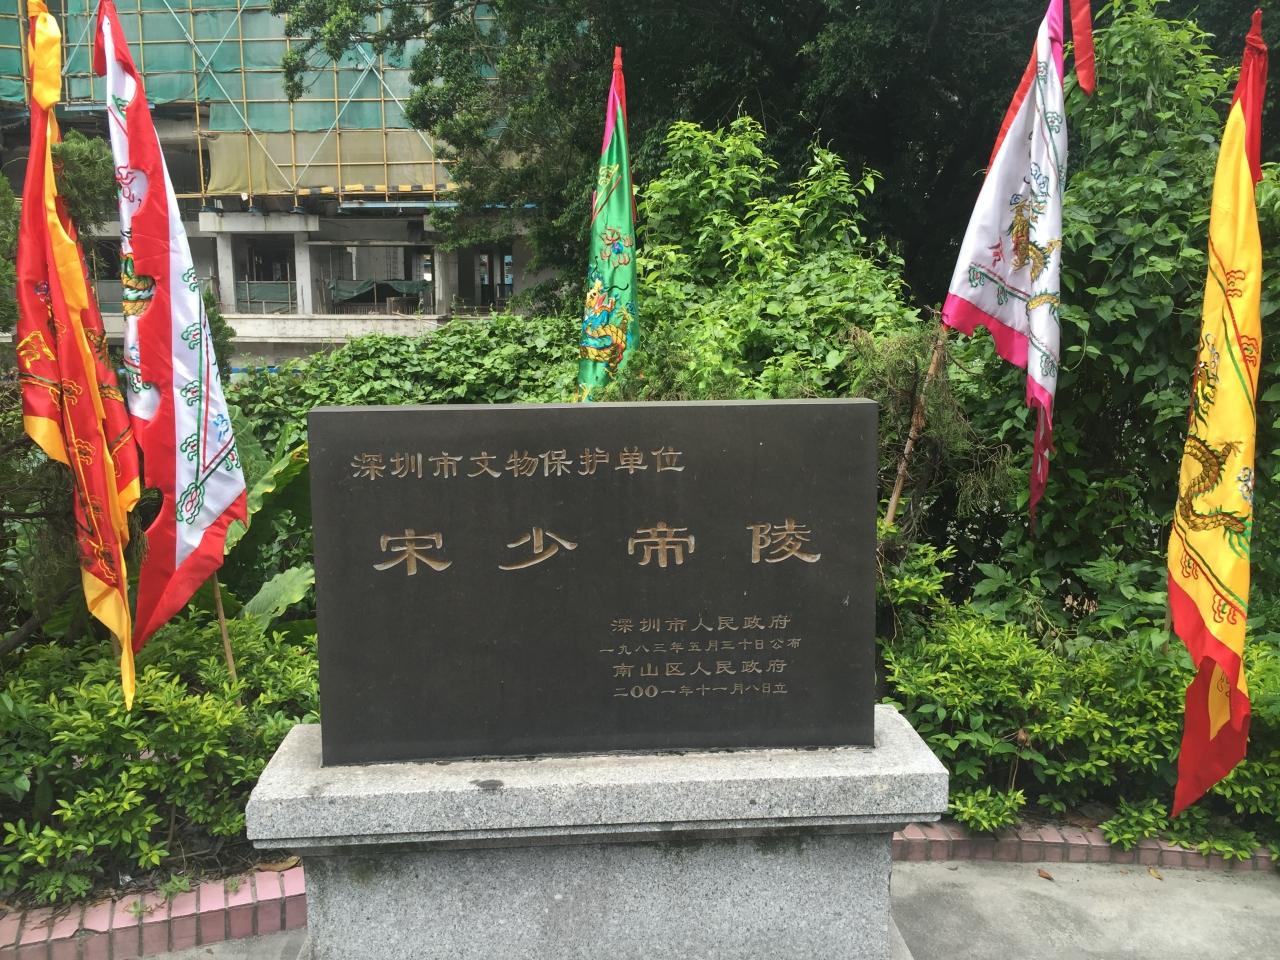 深圳市文物保护单位
宋少帝陵
深圳市人民政府
一九八三年五月三十日公布
南山区人民政府
二00一年十一月八日立